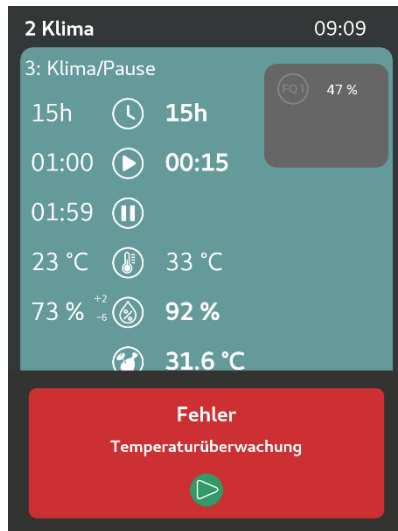 2 Klima 09:09
3: Klima/Pause
FQ1 47 %
15h 15h
01:00 00:15
01:59
23 °C 33 °C
73 % +2 -6 % 92 %
31.6 °C
Fehler
Temperaturüberwachung